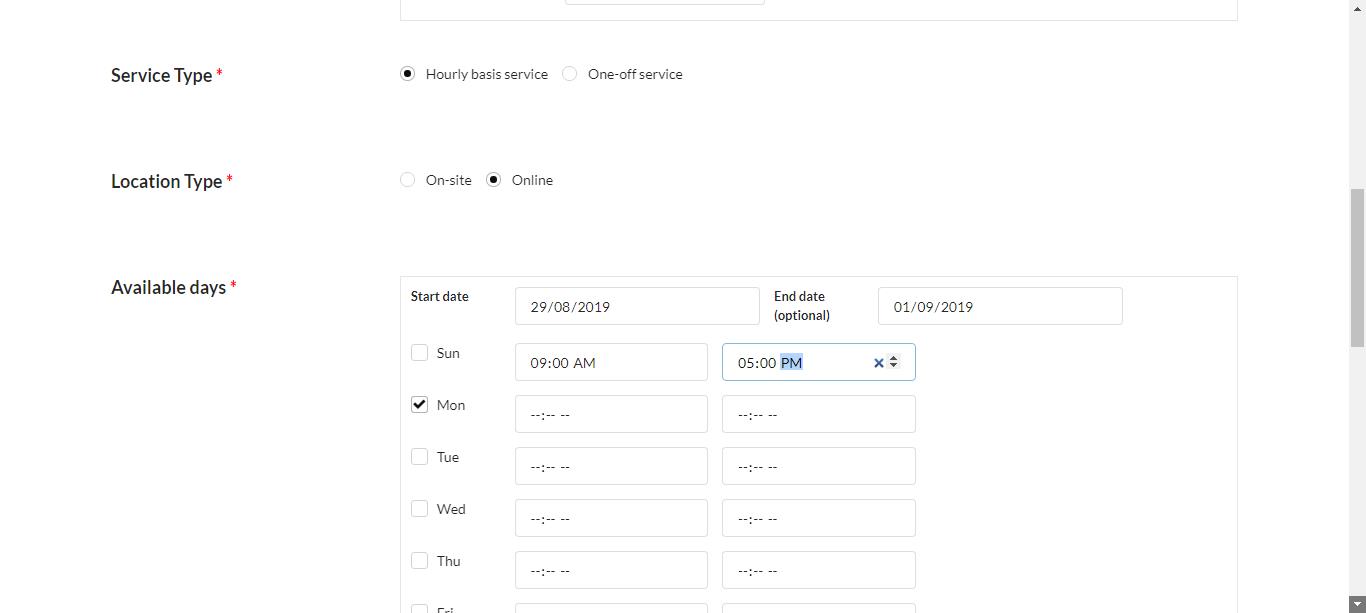 Service Type * Hourly basis service One-off service
Location Type * On-site Online
Available days *
Start date 29/08/2019 End date (optional) 01/09/2019
Sun 09:00 AM 05:00 PM
Mon --:-- -- --:-- --
Tue --:-- -- --:-- --
Wed --:-- -- --:-- --
Thu --:-- -- --:-- --
Fri